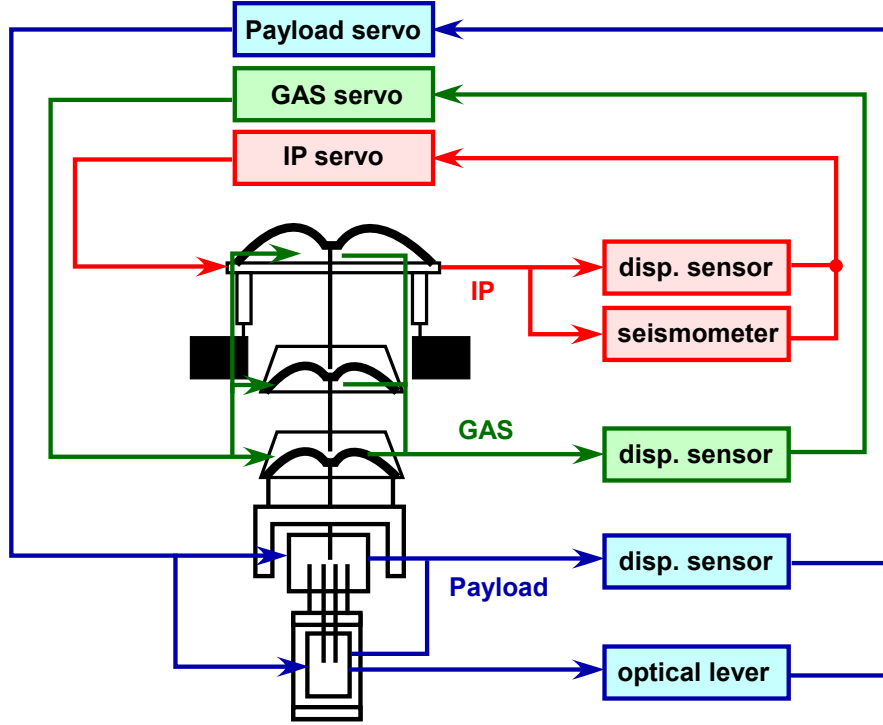 Payload servo
GAS servo
IP servo
disp. sensor
IP
seismometer
GAS
disp. sensor
disp. sensor
Payload
optical lever